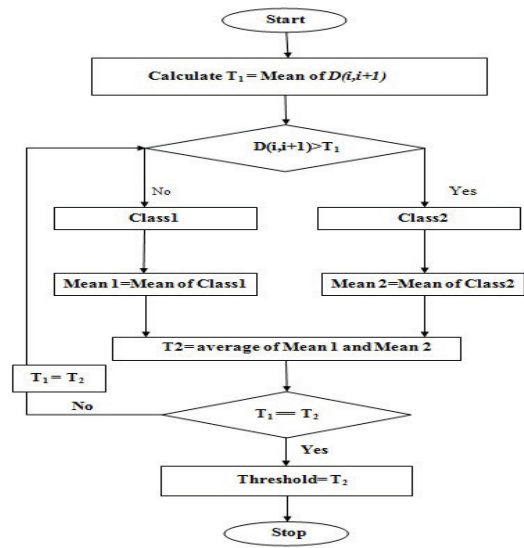 Start
Calculate T₁ = Mean of D(i,i+1)
D(i,i+1)>T₁
No
Yes
Class1
Class2
Mean 1=Mean of Class1
Mean 2=Mean of Class2
T2= average of Mean 1 and Mean 2
T₁ = T₂
No
T₁ == T₂
Yes
Threshold= T₂
Stop